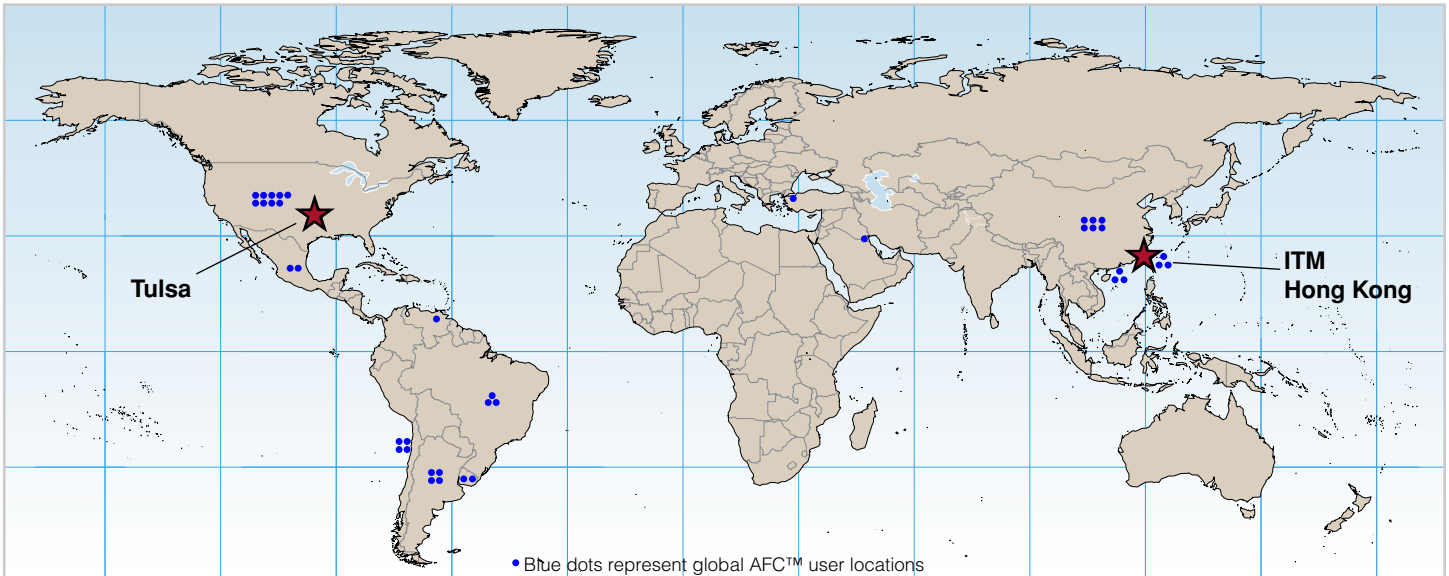 Tulsa
ITM
Hong Kong
Blue dots represent global AFC™ user locations